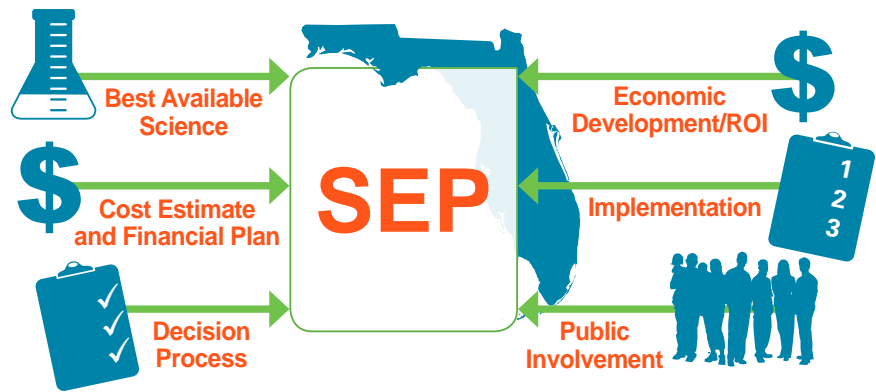 Best Available
Science
Cost Estimate
and Financial Plan
Decision
Process
SEP
Economic
Development/ROI
Implementation
Public
Involvement
$
$
1
2
3